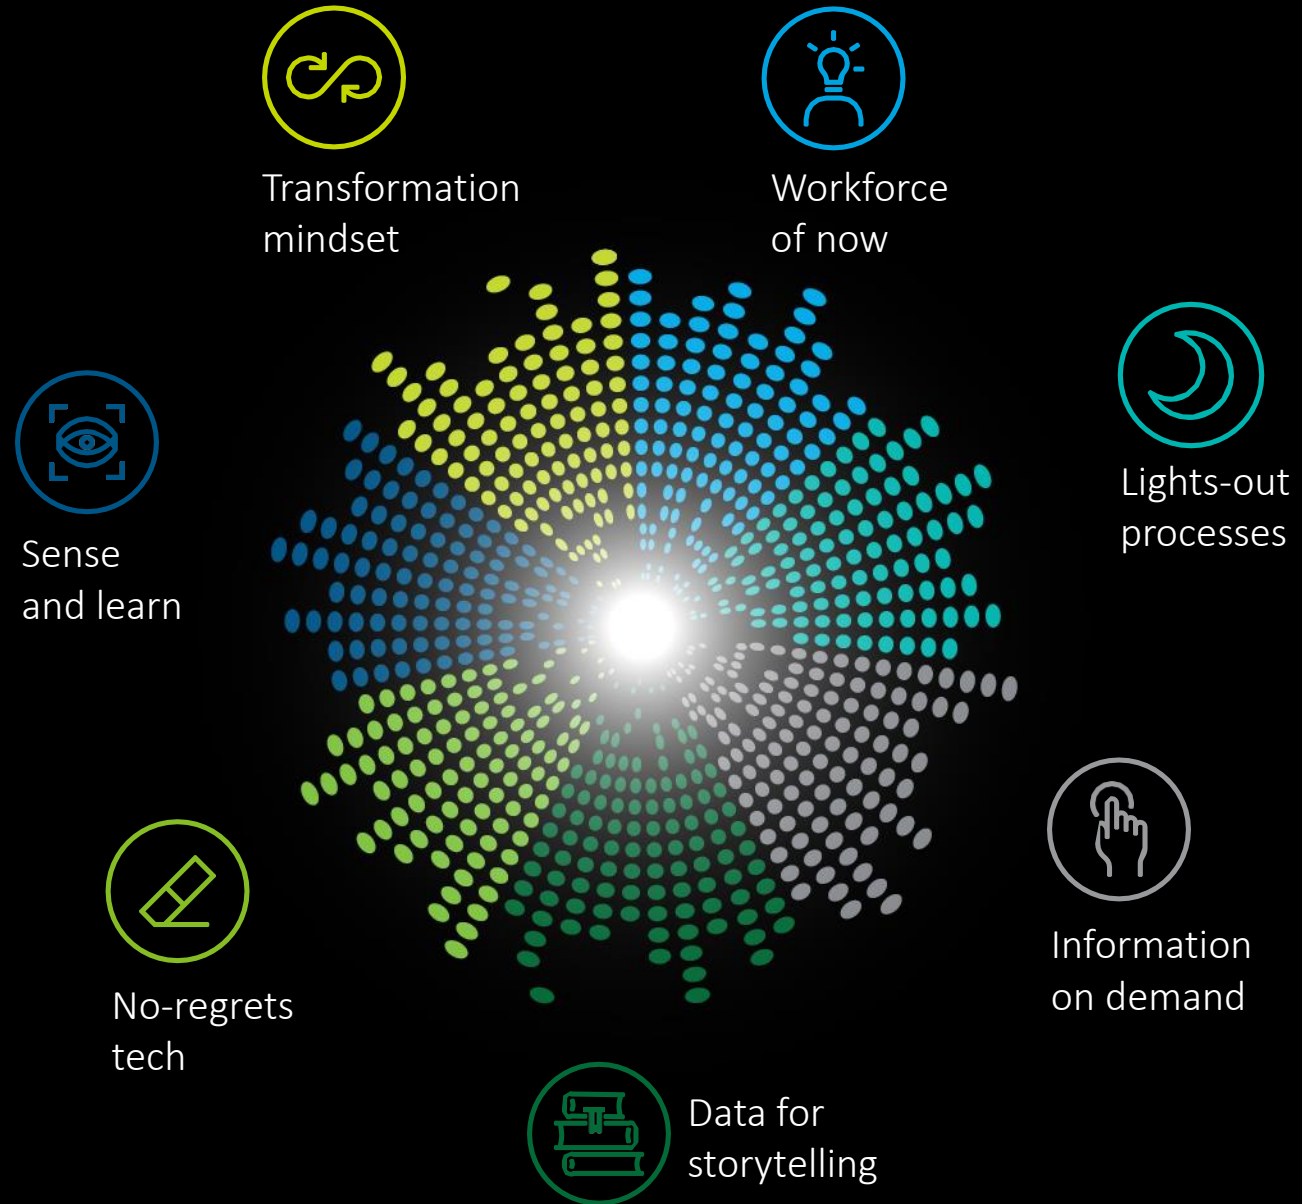 Transformation
mindset
Workforce
of now
Lights-out
processes
Sense
and learn
Information
on demand
No-regrets
tech
Data for
storytelling